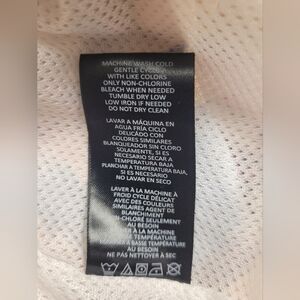 MACHINE WASH COLD
GENTLE CYCLE
WITH LIKE COLORS
ONLY NON-CHLORINE
BLEACH WHEN NEEDED
TUMBLE DRY LOW
LOW IRON IF NEEDED
DO NOT DRY CLEAN
LAVAR A MÁQUINA EN
AGUA FRÍA CICLO
DELICADO CON
COLORES SIMILARES
BLANQUEADOR SIN CLORO
SOLAMENTE, SI ES
NECESARIO SECAR A
TEMPERATURA BAJA
PLANCHAR A TEMPERATURA BAJA,
SI ES NECESARIO
NO LAVAR EN SECO
LAVER À LA MACHINE À
FROID CYCLE DÉLICAT
AVEC DES COULEURS
SIMILAIRES AGENT DE
BLANCHIMENT
NON-CHLORÉ SEULEMENT
AU BESOIN
À LA MACHINE
TEMPÉRATURE
À BASSE TEMPÉRATURE
AU BESOIN
NE PAS NETTOYER À SEC